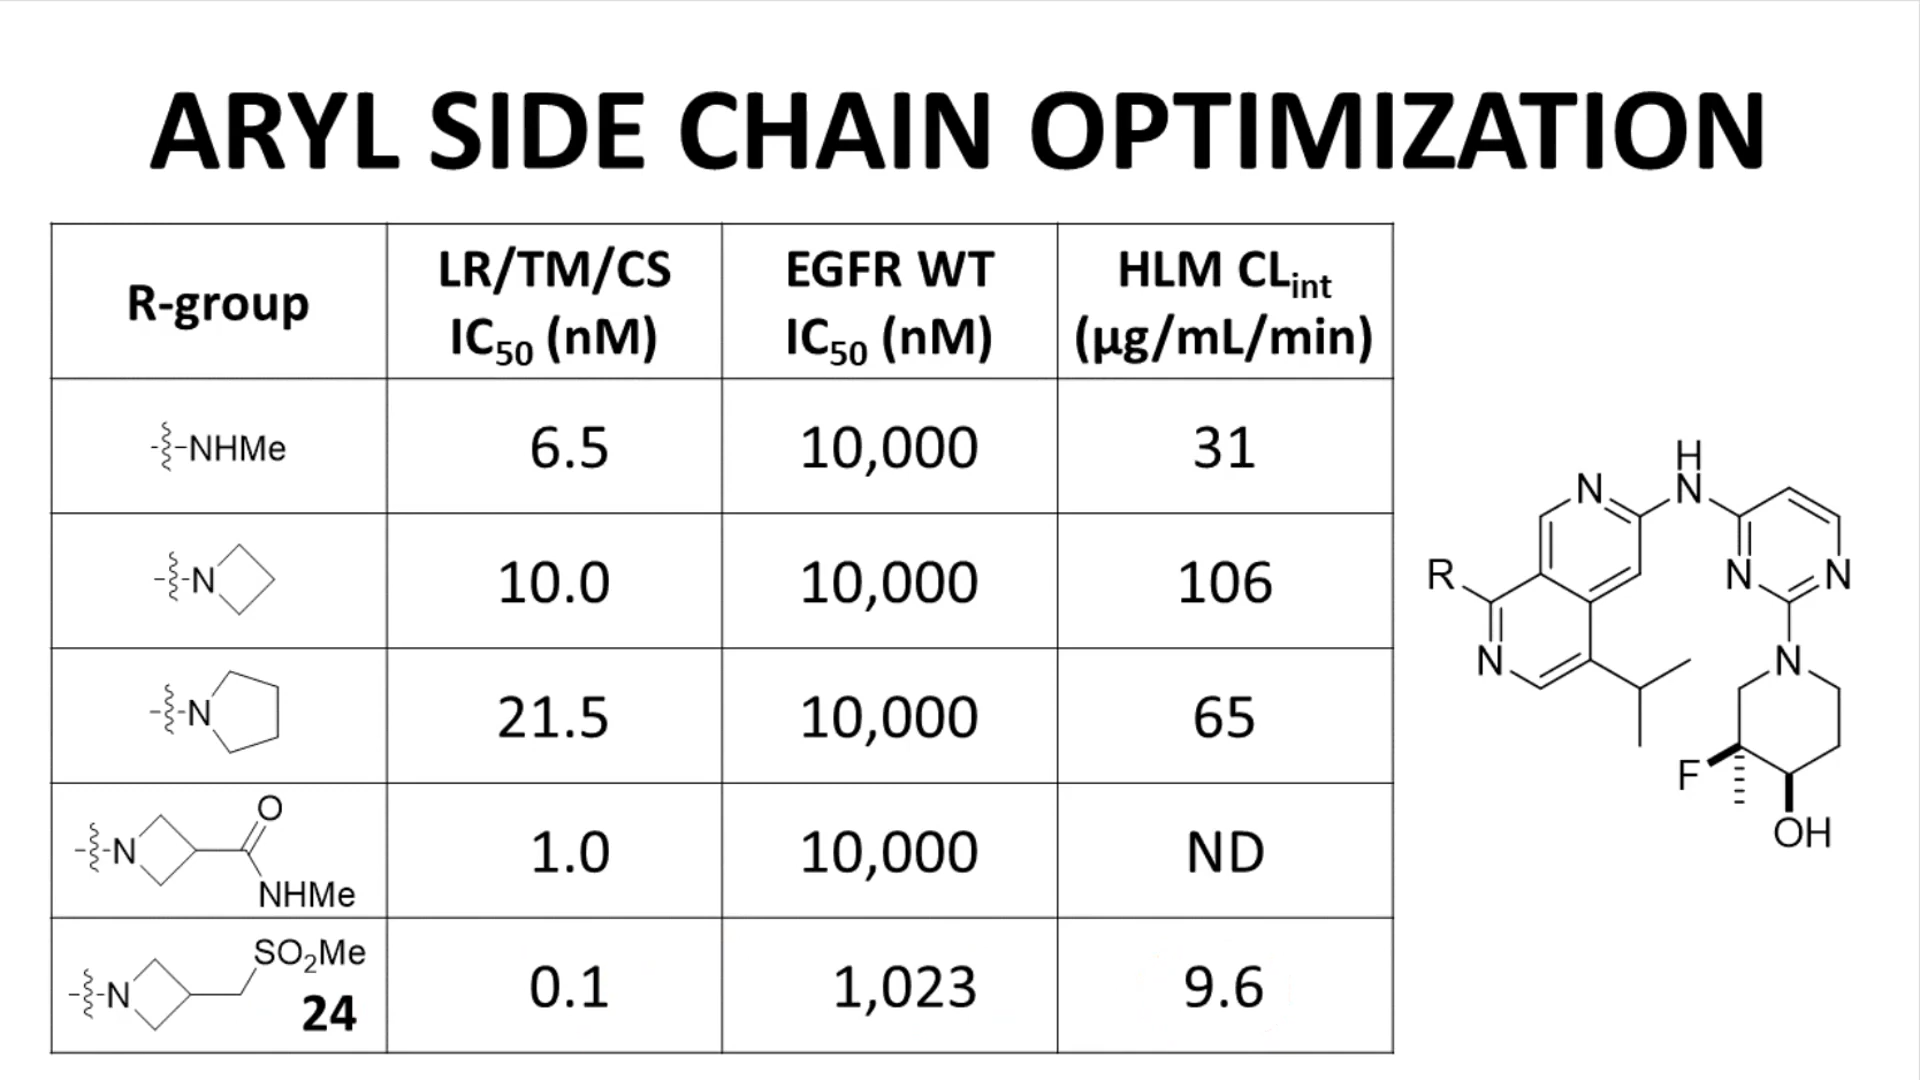 ARYL SIDE CHAIN OPTIMIZATION
R-group
LR/TM/CS
IC50 (nM)
EGFR WT
IC50 (nM)
HLM CLint
(µg/mL/min)
NHMe
6.5
10,000
31
N
10.0
10,000
106
N
21.5
10,000
65
O
N
NHMe
1.0
10,000
ND
SO2Me
N
24
0.1
1,023
9.6
H
N
N
R
N
N
N
N
F
OH